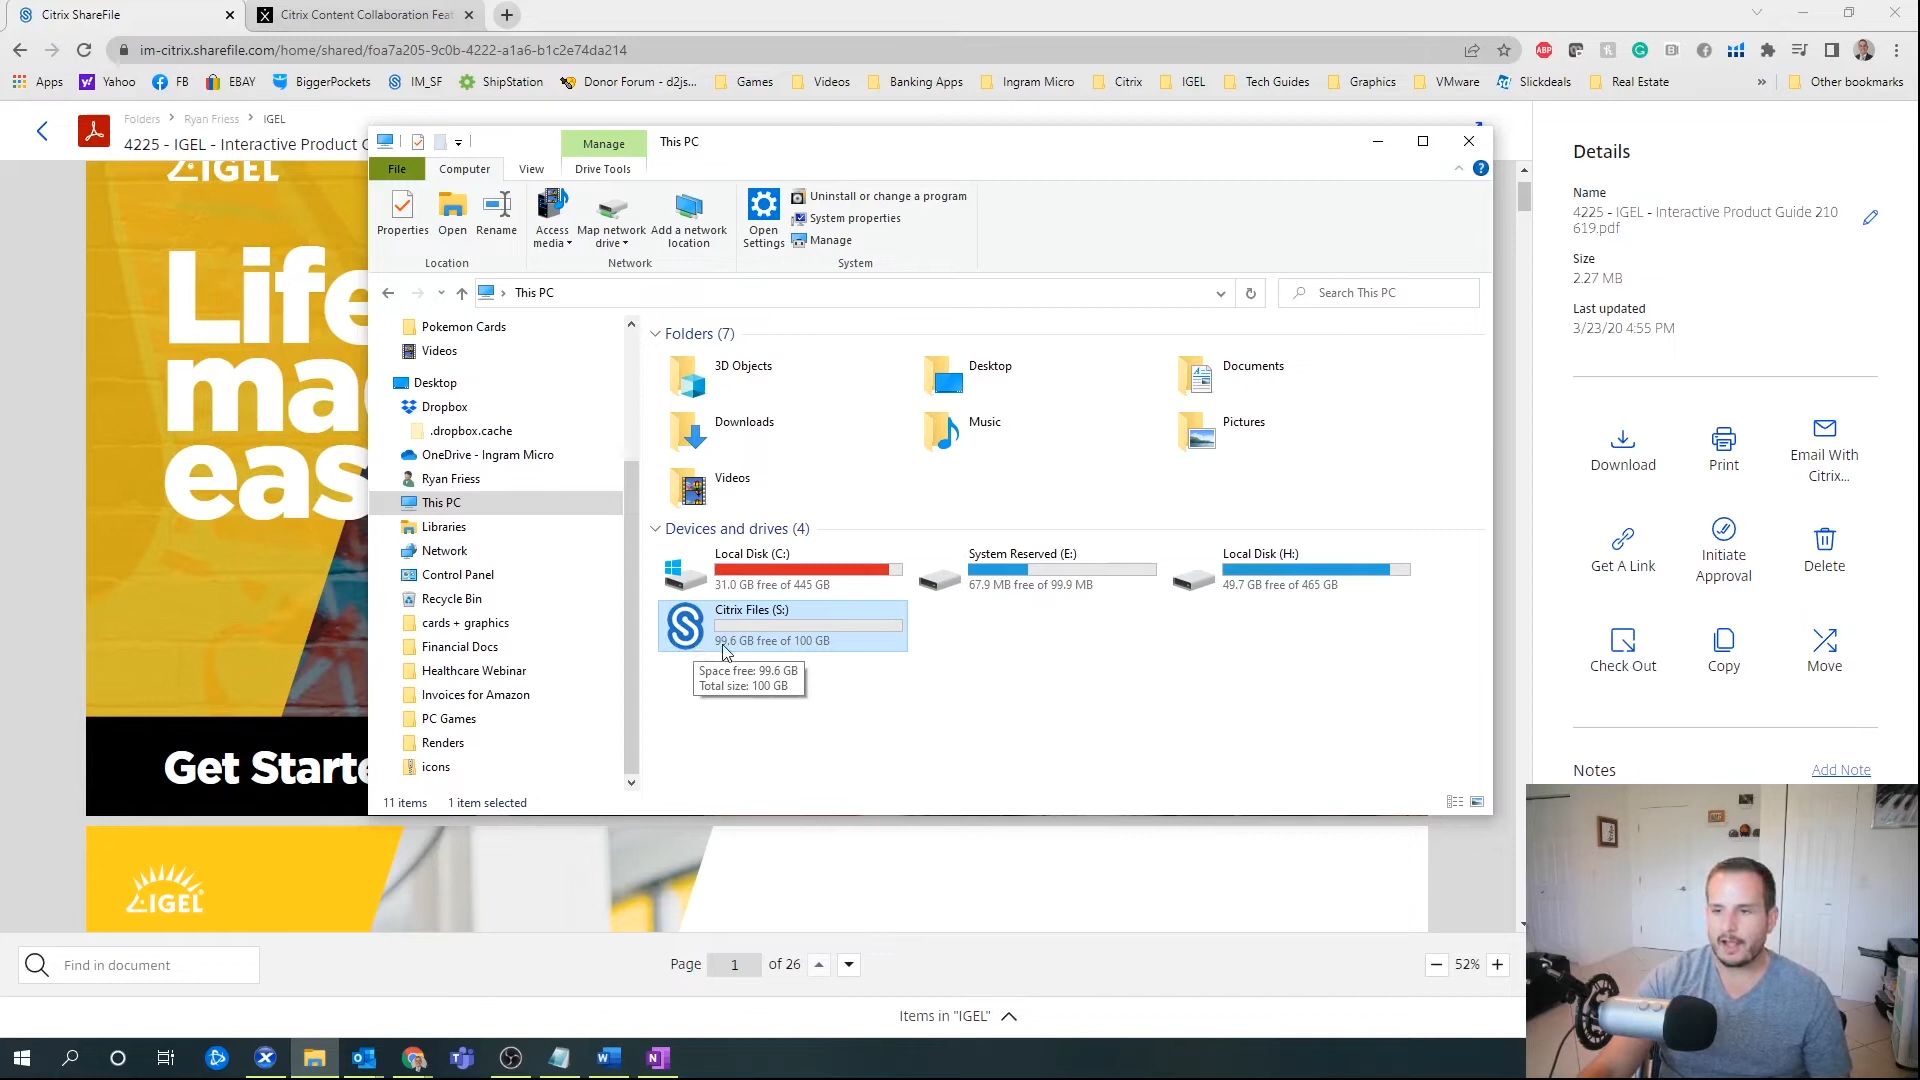 Citrix ShareFile
Citrix Content Collaboration Feat
im-citrix.sharefile.com/home/shared/foa7a205-9c0b-4222-a1a6-b1c2e74da214
Apps Yahoo FB EBAY BiggerPockets IM_SF ShipStation Donor Forum - d2js... Games Videos Banking Apps Ingram Micro Citrix IGEL Tech Guides Graphics VMware Slickdeals Real Estate » Other bookmarks
Folders > Ryan Friess > IGEL
4225 - IGEL - Interactive Product G
IGEL
Life
ma
eas
Get Starte
IGEL
Manage
This PC
File Computer View Drive Tools
Properties
Open
Rename
Location
Access media
Map network drive
Add a network location
Network
Open Settings
Uninstall or change a program
System properties
Manage
System
This PC
Search This PC
Pokemon Cards
Videos
Desktop
Dropbox
.dropbox.cache
OneDrive - Ingram Micro
Ryan Friess
This PC
Libraries
Network
Control Panel
Recycle Bin
cards + graphics
Financial Docs
Healthcare Webinar
Invoices for Amazon
PC Games
Renders
icons
Folders (7)
3D Objects
Desktop
Documents
Downloads
Music
Pictures
Videos
Devices and drives (4)
Local Disk (C:)
31.0 GB free of 445 GB
System Reserved (E:)
67.9 MB free of 99.9 MB
Local Disk (H:)
49.7 GB free of 465 GB
Citrix Files (S:)
99.6 GB free of 100 GB
Space free: 99.6 GB
Total size: 100 GB
11 items 1 item selected
Details
Name
4225 - IGEL - Interactive Product Guide 210
619.pdf
Size
2.27 MB
Last updated
3/23/20 4:55 PM
Download
Print
Email With
Citrix...
Get A Link
Initiate
Approval
Delete
Check Out
Copy
Move
Notes
Add Note
Find in document
Page 1 of 26
52%
Items in "IGEL"